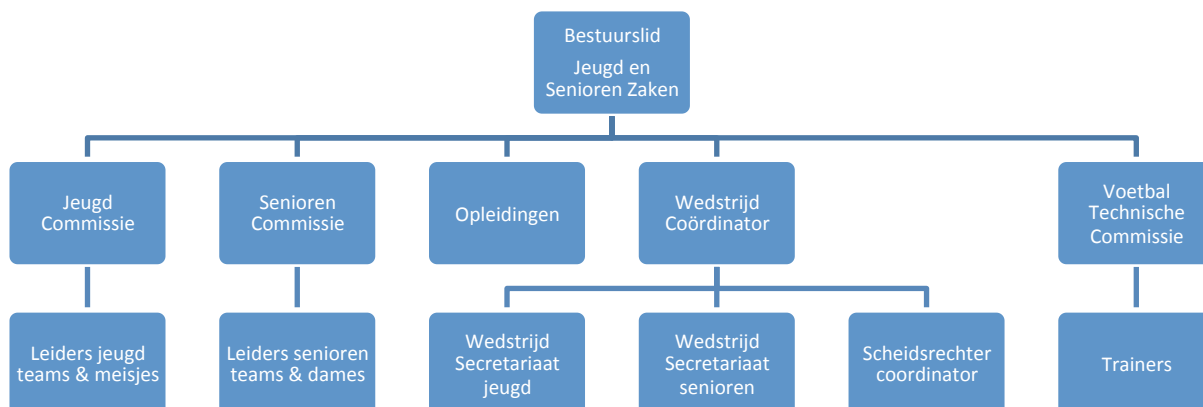 Bestuurslid
Jeugd en
Senioren Zaken
Jeugd
Commissie
Senioren
Commissie
Opleidingen
Wedstrijd
Coördinator
Voetbal
Technische
Commissie
Leiders jeugd
teams & meisjes
Leiders senioren
teams & dames
Wedstrijd
Secretariaat
jeugd
Wedstrijd
Secretariaat
senioren
Scheidsrechter
coordinator
Trainers